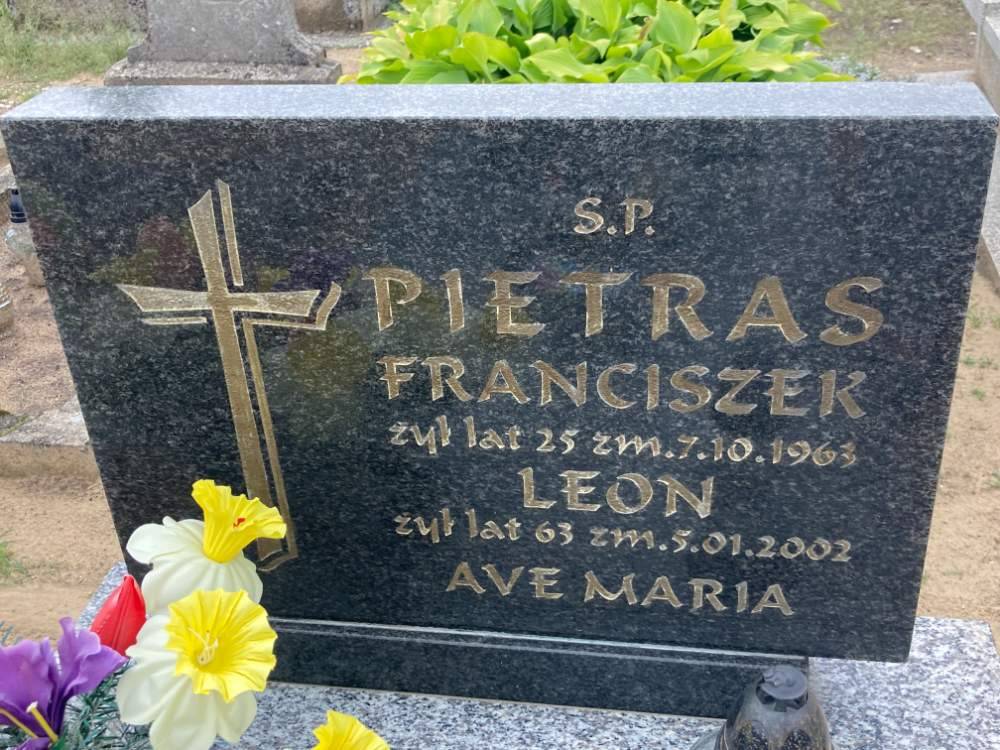 S.P.
PIETRAS
FRANCISZEK
żył lat 25 zm.7.10.1963
LEON
żył lat 63 zm.5.01.2002
AVE MARIA